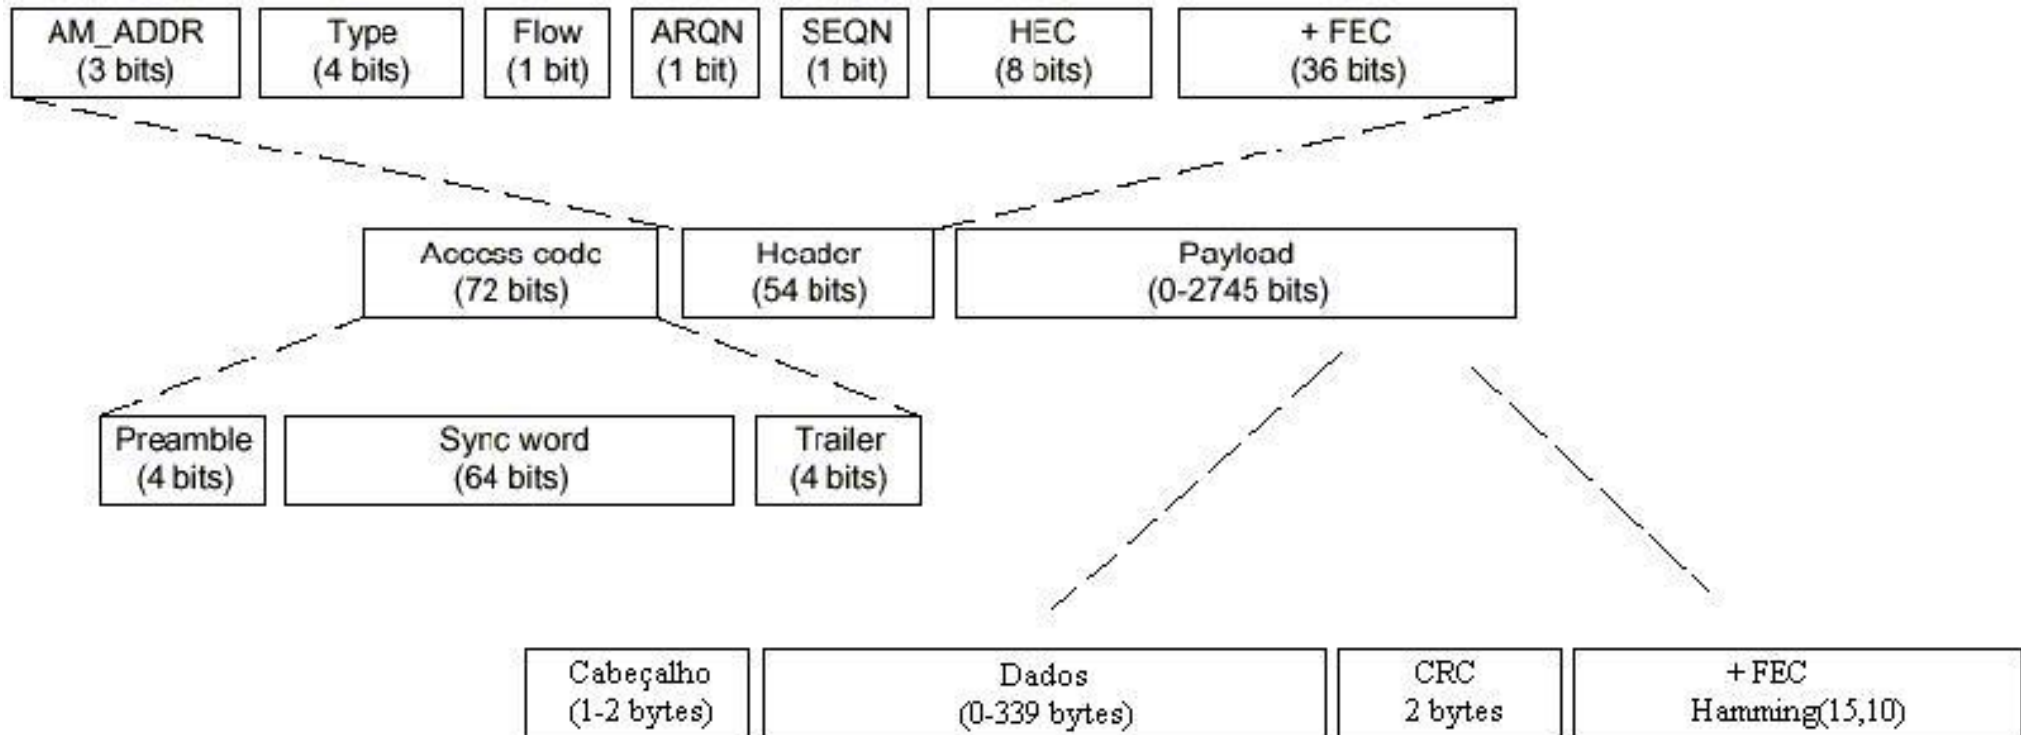 AM_ADDR
(3 bits)
Type
(4 bits)
Flow
(1 bit)
ARQN
(1 bit)
SEQN
(1 bit)
HEC
(8 bits)
+ FEC
(36 bits)
Access code
(72 bits)
Header
(54 bits)
Payload
(0-2745 bits)
Preamble
(4 bits)
Sync word
(64 bits)
Trailer
(4 bits)
Cabeçalho
(1-2 bytes)
Dados
(0-339 bytes)
CRC
2 bytes
+ FEC
Hamming(15,10)